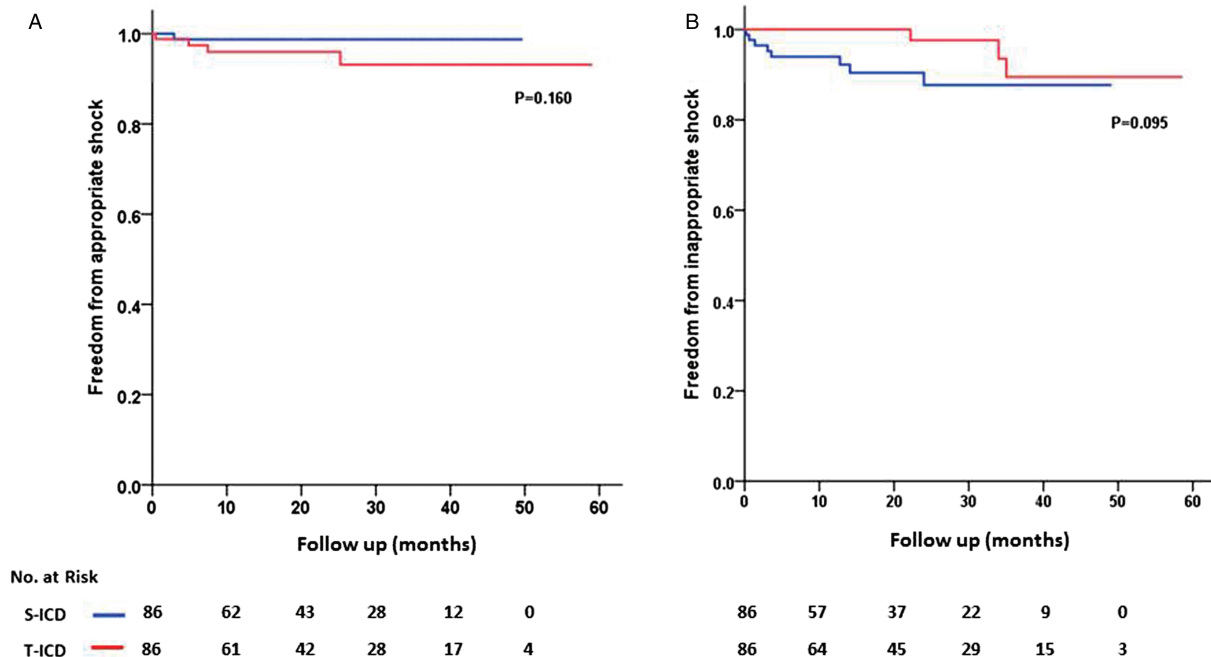 A
Freedom from appropriate shock
1.0
0.8
0.6
0.4
0.2
0.0
P=0.160
0 10 20 30 40 50 60
Follow up (months)
B
Freedom from inappropriate shock
1.0
0.8
0.6
0.4
0.2
0.0
P=0.095
0 10 20 30 40 50 60
Follow up (months)
No. at Risk
S-ICD 86 62 43 28 12 0 86 57 37 22 9 0
T-ICD 86 61 42 28 17 4 86 64 45 29 15 3